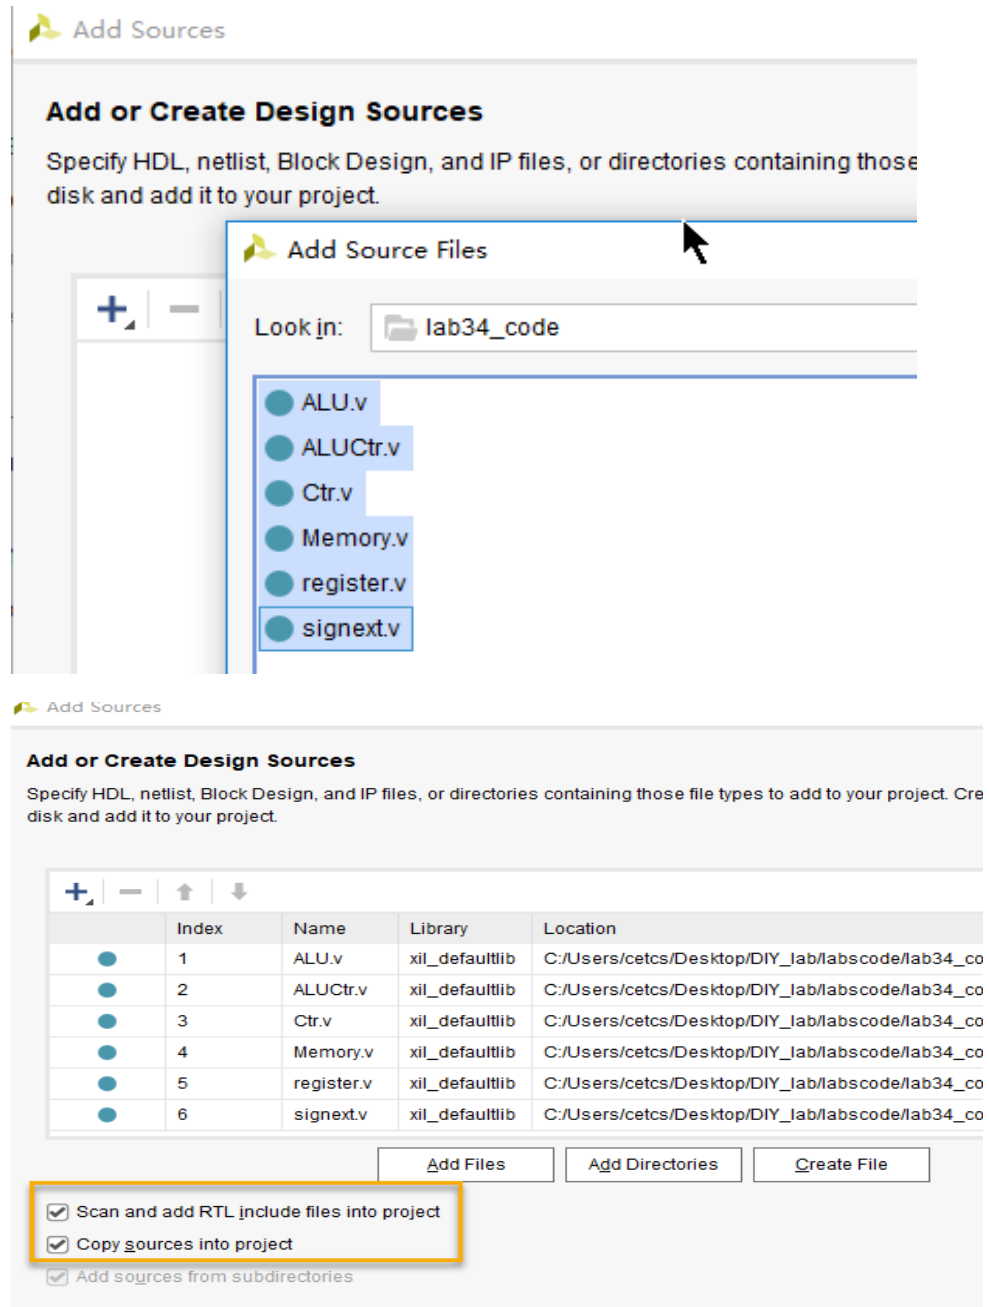 Add Sources
Add or Create Design Sources
Specify HDL, netlist, Block Design, and IP files, or directories containing those
disk and add it to your project.
Add Source Files
Look in:
lab34_code
ALU.v
ALUCtr.v
Ctr.v
Memory.v
register.v
signext.v
Add Sources
Add or Create Design Sources
Specify HDL, netlist, Block Design, and IP files, or directories containing those file types to add to your project. Cre
disk and add it to your project.
Index Name Library Location
1 ALU.v xil_defaultlib C:/Users/cetcs/Desktop/DIY_lab/labscode/lab34_co
2 ALUCtr.v xil_defaultlib C:/Users/cetcs/Desktop/DIY_lab/labscode/lab34_co
3 Ctr.v xil_defaultlib C:/Users/cetcs/Desktop/DIY_lab/labscode/lab34_co
4 Memory.v xil_defaultlib C:/Users/cetcs/Desktop/DIY_lab/labscode/lab34_co
5 register.v xil_defaultlib C:/Users/cetcs/Desktop/DIY_lab/labscode/lab34_co
6 signext.v xil_defaultlib C:/Users/cetcs/Desktop/DIY_lab/labscode/lab34_co
Add Files Add Directories Create File
Scan and add RTL include files into project
Copy sources into project
Add sources from subdirectories